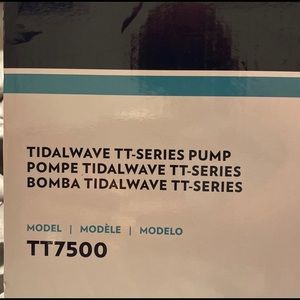 TIDALWAVE TT-SERIES PUMP
POMPE TIDALWAVE TT-SERIES
BOMBA TIDALWAVE TT-SERIES
MODEL | MODÈLE | MODELO
TT7500